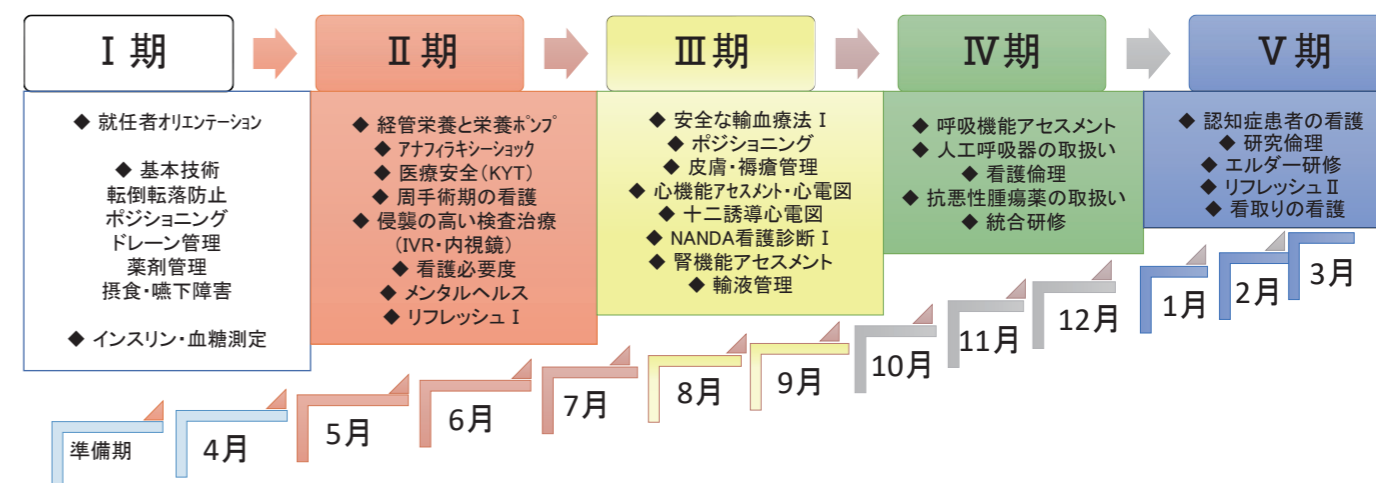 Ⅰ期
Ⅱ期
Ⅲ期
Ⅳ期
Ⅴ期
◆ 就任者ｵﾘｴﾝﾃｰｼｮﾝ
◆ 基本技術
転倒転落防止
ポジショニング
ドレーン管理
薬剤管理
摂食・嚥下障害
◆ インスリン・血糖測定
◆ 経管栄養と栄養ﾎﾟﾝﾌﾟ
◆ ｱﾅﾌｨﾗｷｼｰｼｮｯｸ
◆ 医療安全(KYT)
◆ 周手術期の看護
◆ 侵襲の高い検査治療
(IVR・内視鏡)
◆ 看護必要度
◆ メンタルヘルス
◆ リフレッシュⅠ
◆ 安全な輸血療法Ⅰ
◆ ポジショニング
◆ 皮膚・褥瘡管理
◆ 心機能ｱｾｽﾒﾝﾄ・心電図
◆ 十二誘導心電図
◆ NANDA看護診断Ⅰ
◆ 腎機能アセスメント
◆ 輸液管理
◆ 呼吸機能アセスメント
◆ 人工呼吸器の取扱い
◆ 看護倫理
◆ 抗悪性腫瘍薬の取扱い
◆ 統合研修
◆ 認知症患者の看護
◆ 研究倫理
◆ エルダー研修
◆ リフレッシュⅡ
◆ 看取りの看護
準備期
4月
5月
6月
7月
8月
9月
10月
11月
12月
1月
2月
3月